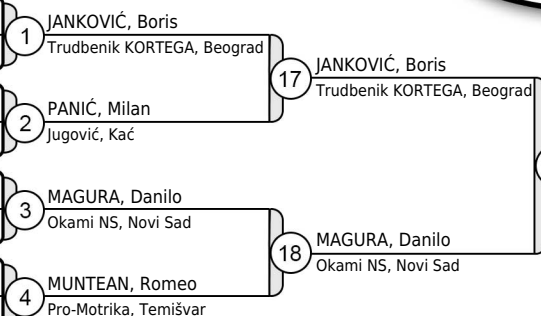 1
JANKOVIĆ, Boris
Trudbenik KORTEGA, Beograd
2
PANIĆ, Milan
Jugović, Kać
3
MAGURA, Danilo
Okami NS, Novi Sad
4
MUNTEAN, Romeo
Pro-Motrika, Temišvar
17
JANKOVIĆ, Boris
Trudbenik KORTEGA, Beograd
18
MAGURA, Danilo
Okami NS, Novi Sad